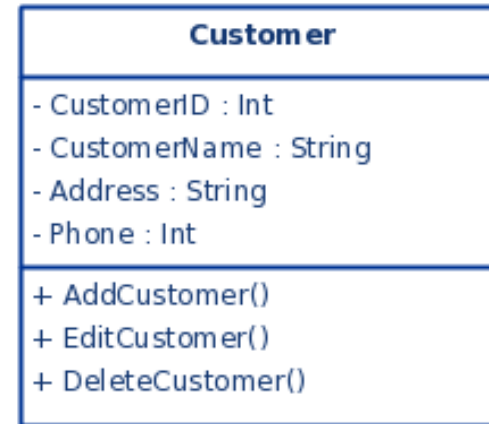 Customer
- CustomerID : Int
- CustomerName : String
- Address : String
- Phone : Int
+ AddCustomer()
+ EditCustomer()
+ DeleteCustomer()